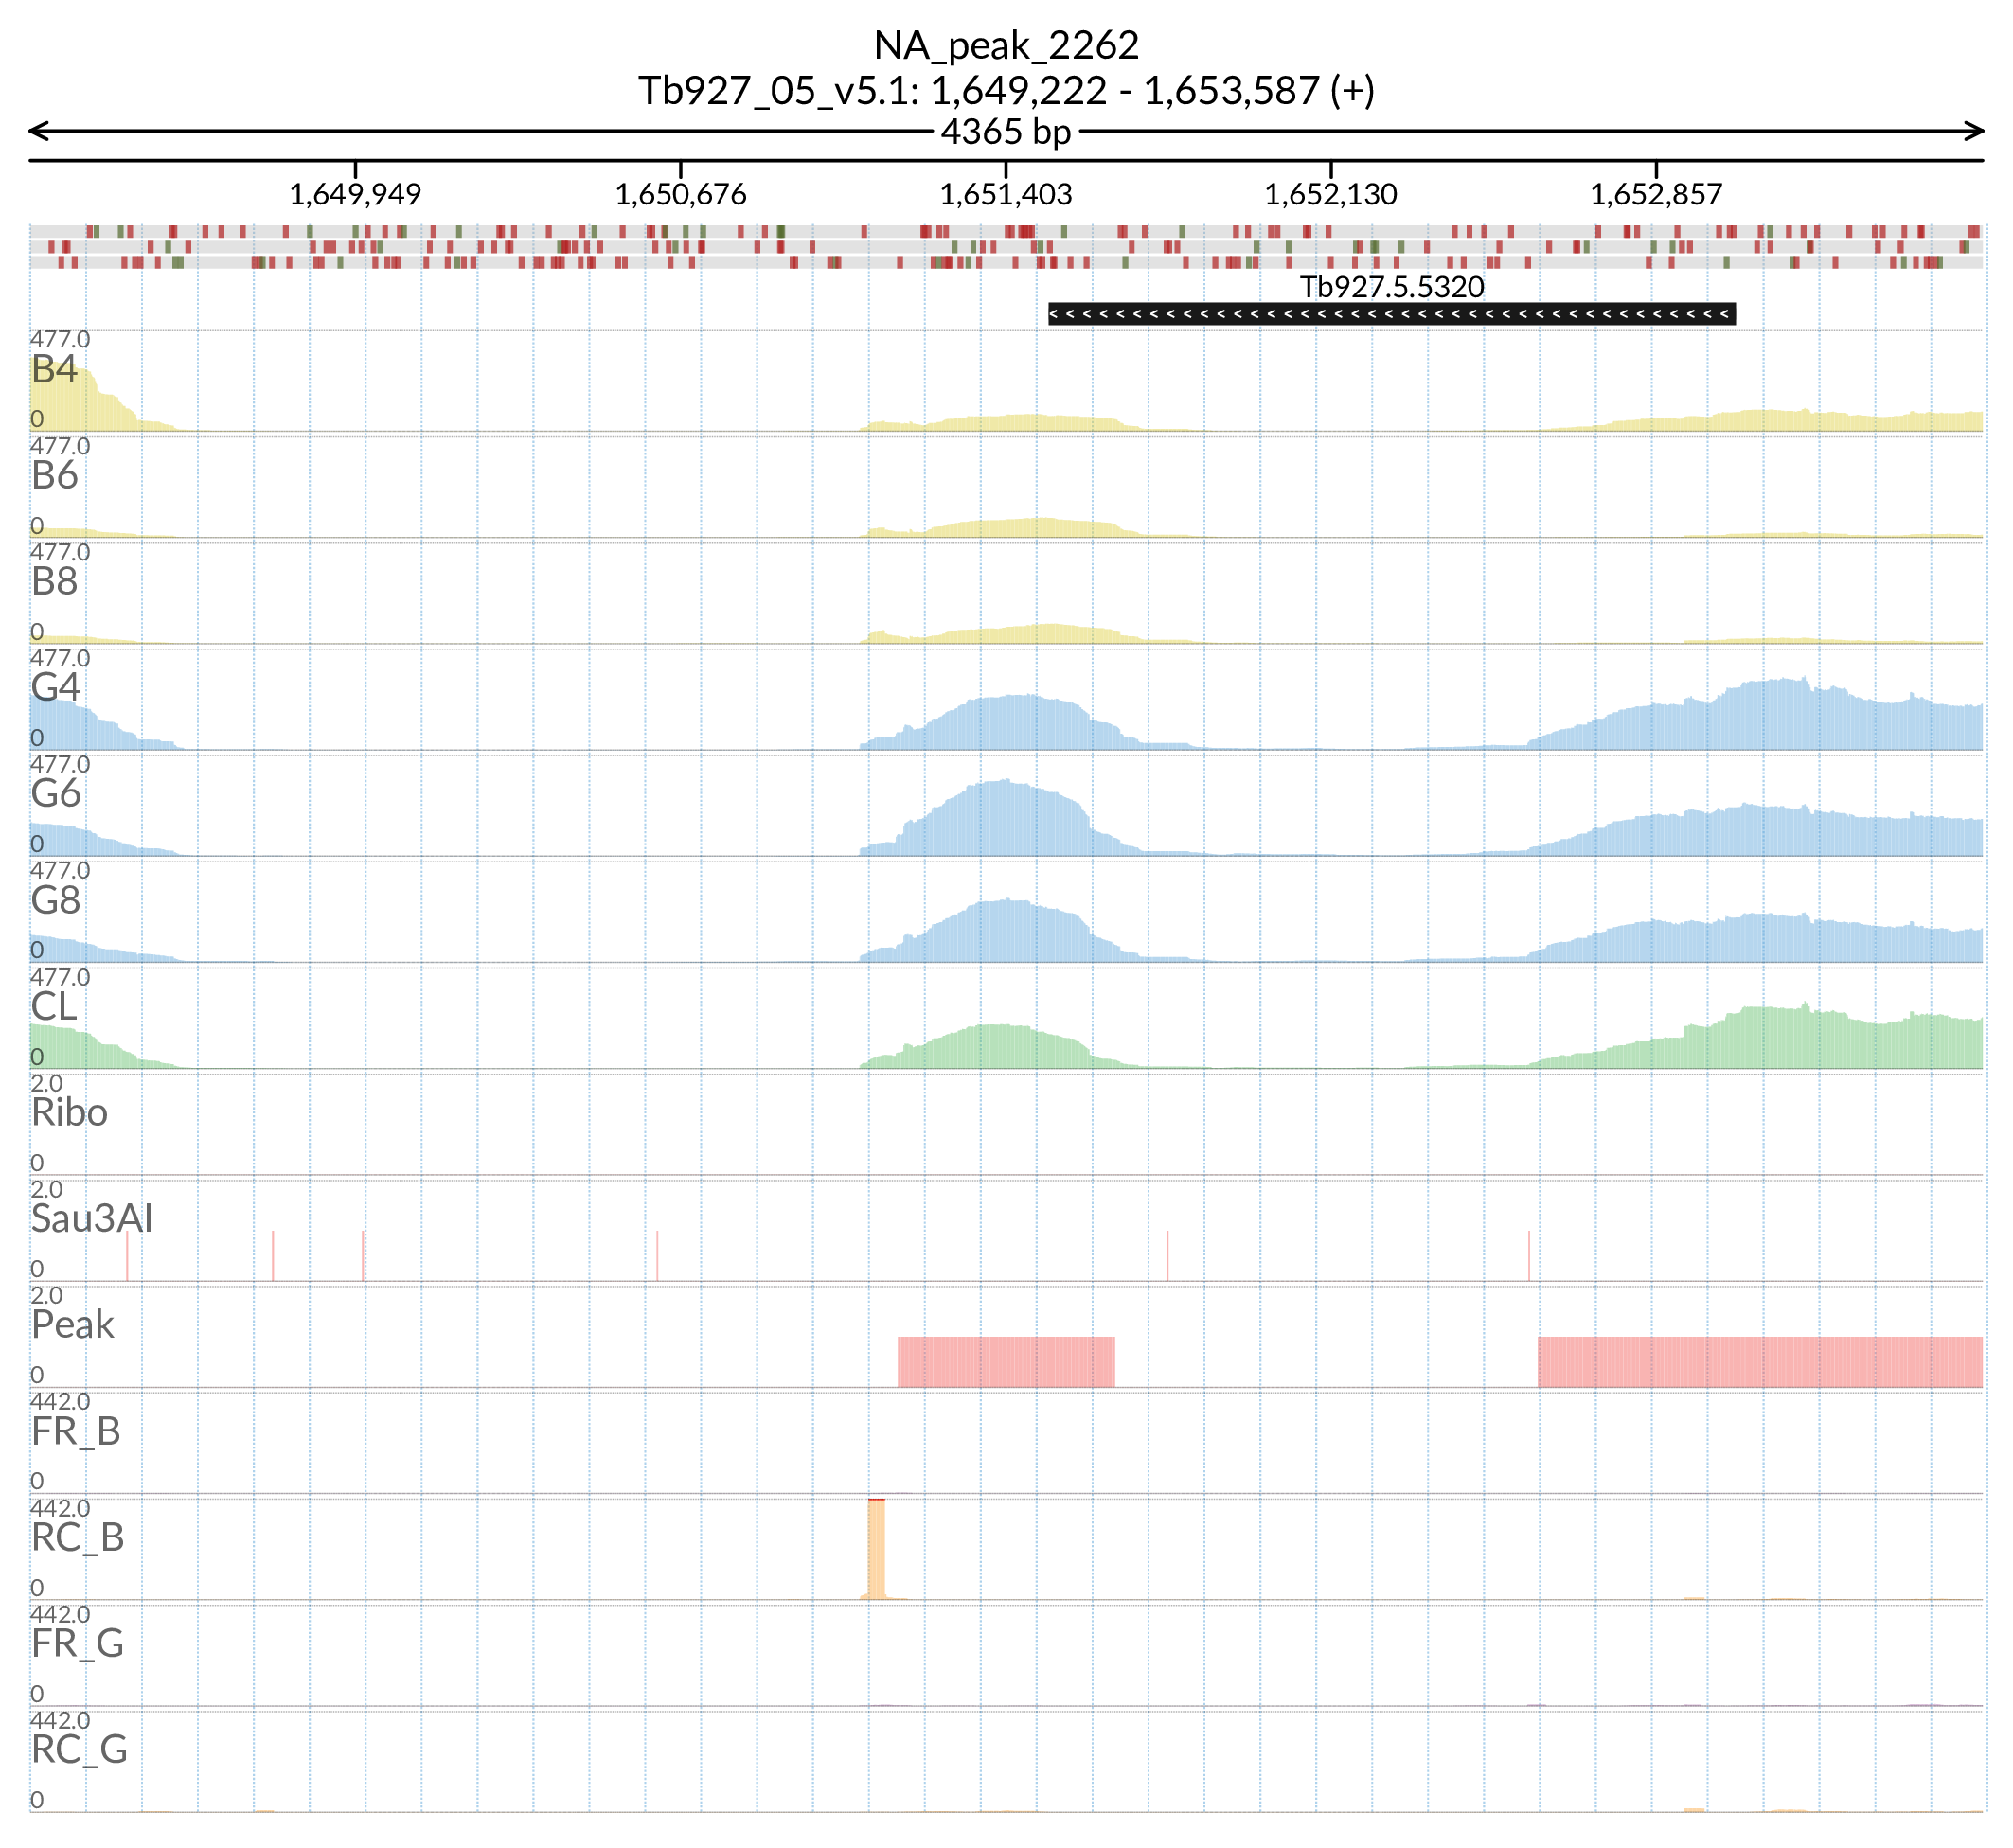 NA_peak_2262
Tb927_05_v5.1: 1,649,222 - 1,653,587 (+)
4365 bp
1,649,949 1,650,676 1,651,403 1,652,130 1,652,857
Tb927.5.5320
477.0
B4
0
477.0
B6
0
477.0
B8
0
477.0
G4
0
477.0
G6
0
477.0
G8
0
477.0
CL
0
2.0
Ribo
0
2.0
Sau3AI
0
2.0
Peak
0
442.0
FR_B
0
442.0
RC_B
0
442.0
FR_G
0
442.0
RC_G
0